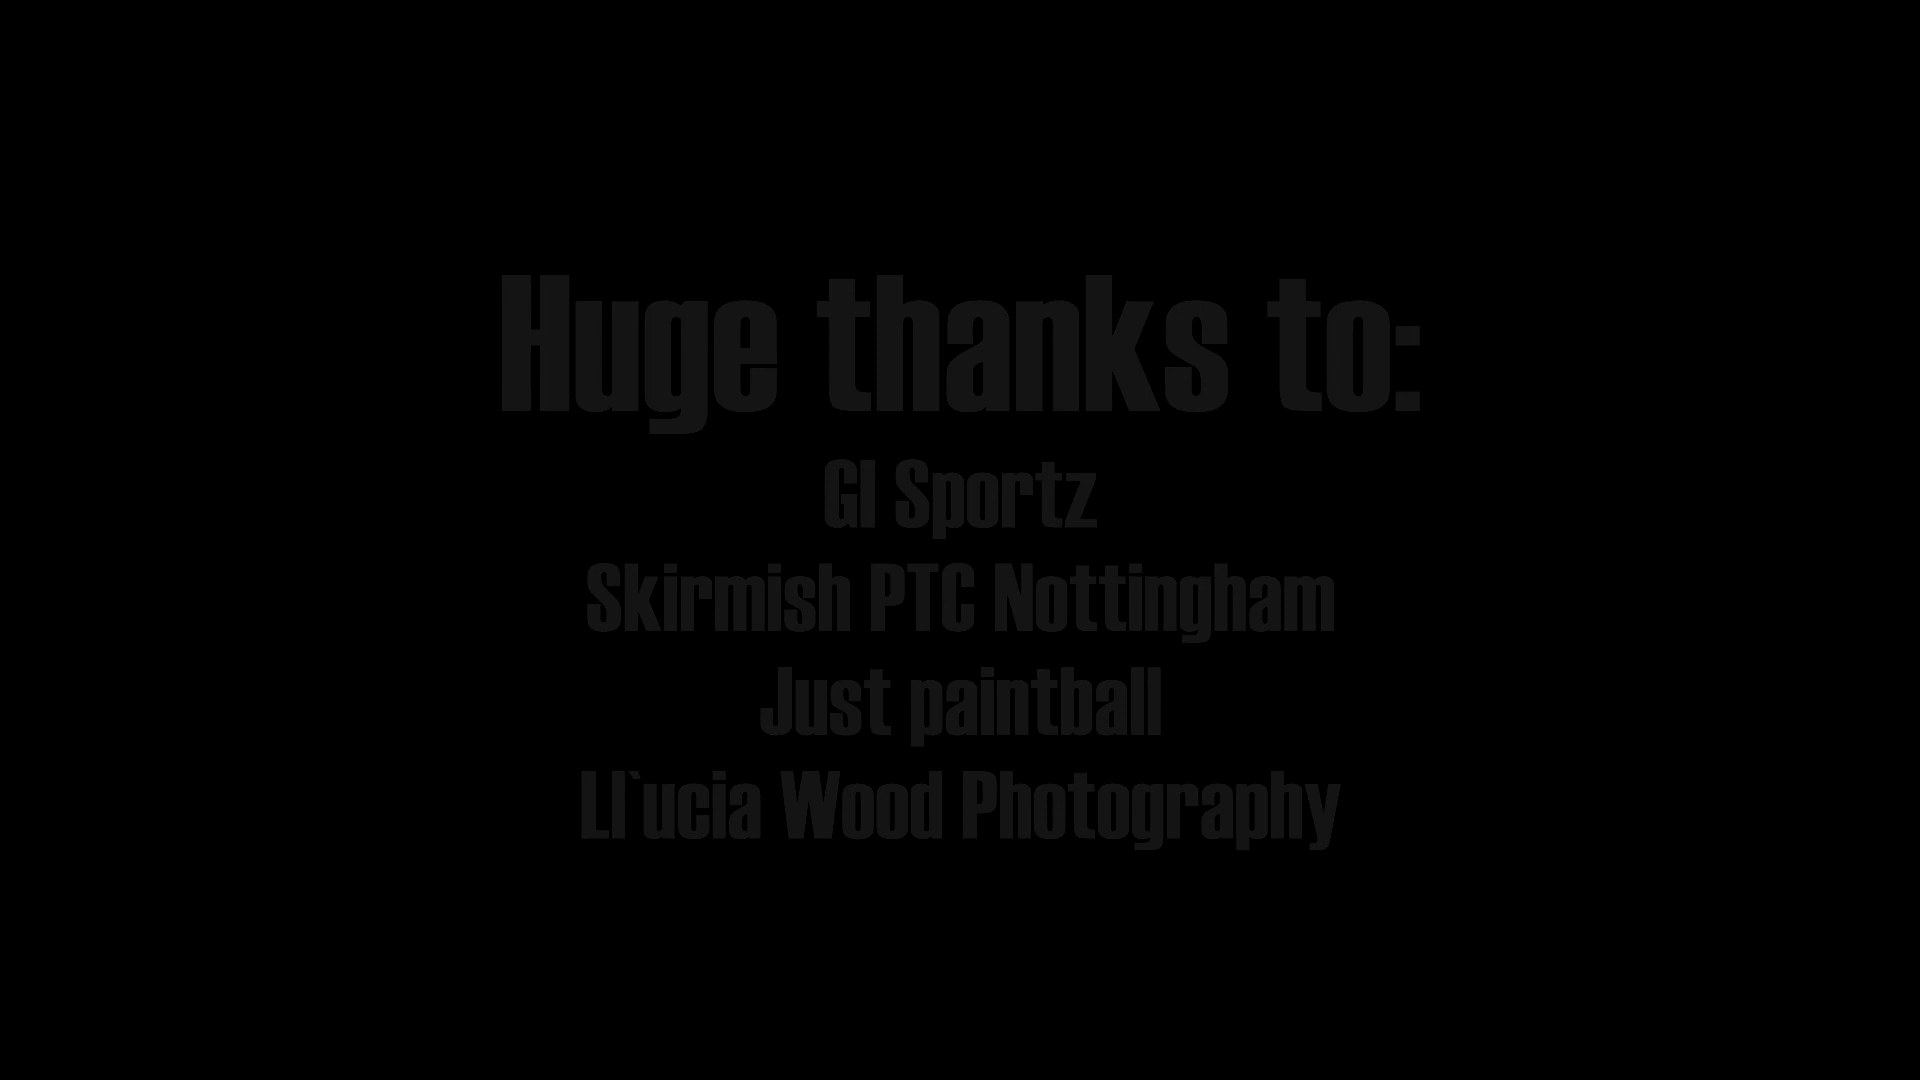 Huge thanks to:
GI Sportz
Skirmish PTC Nottingham
Just paintball
Ll`ucia Wood Photography